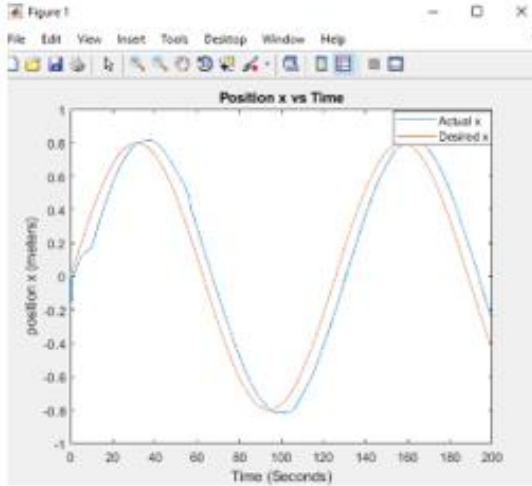 Figure 1
File Edit View Insert Tools Desktop Window Help
Position x vs Time
Actual x
Desired x
1
0.8
0.6
0.4
0.2
0
-0.2
-0.4
-0.6
-0.8
-1
position x (meters)
0 20 40 60 80 100 120 140 160 180 200
Time (Seconds)